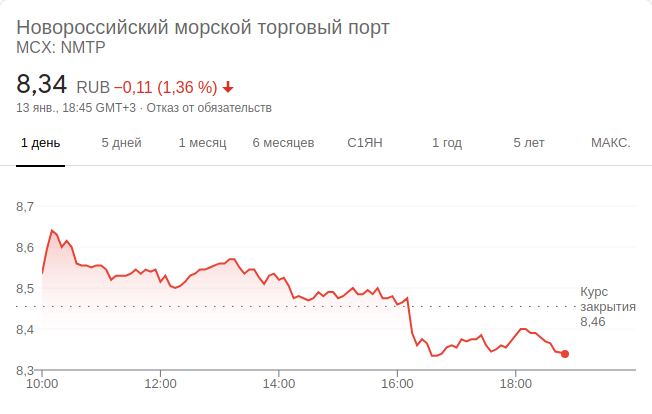 Новороссийский морской торговый порт
MCX: NMTP
8,34 RUB −0,11 (1,36 %)
13 янв., 18:45 GMT+3 · Отказ от обязательств
1 день 5 дней 1 месяц 6 месяцев С1ЯН 1 год 5 лет МАКС.
8,7
8,6
8,5
8,4
8,3
Курс
закрытия
8,46
10:00 12:00 14:00 16:00 18:00